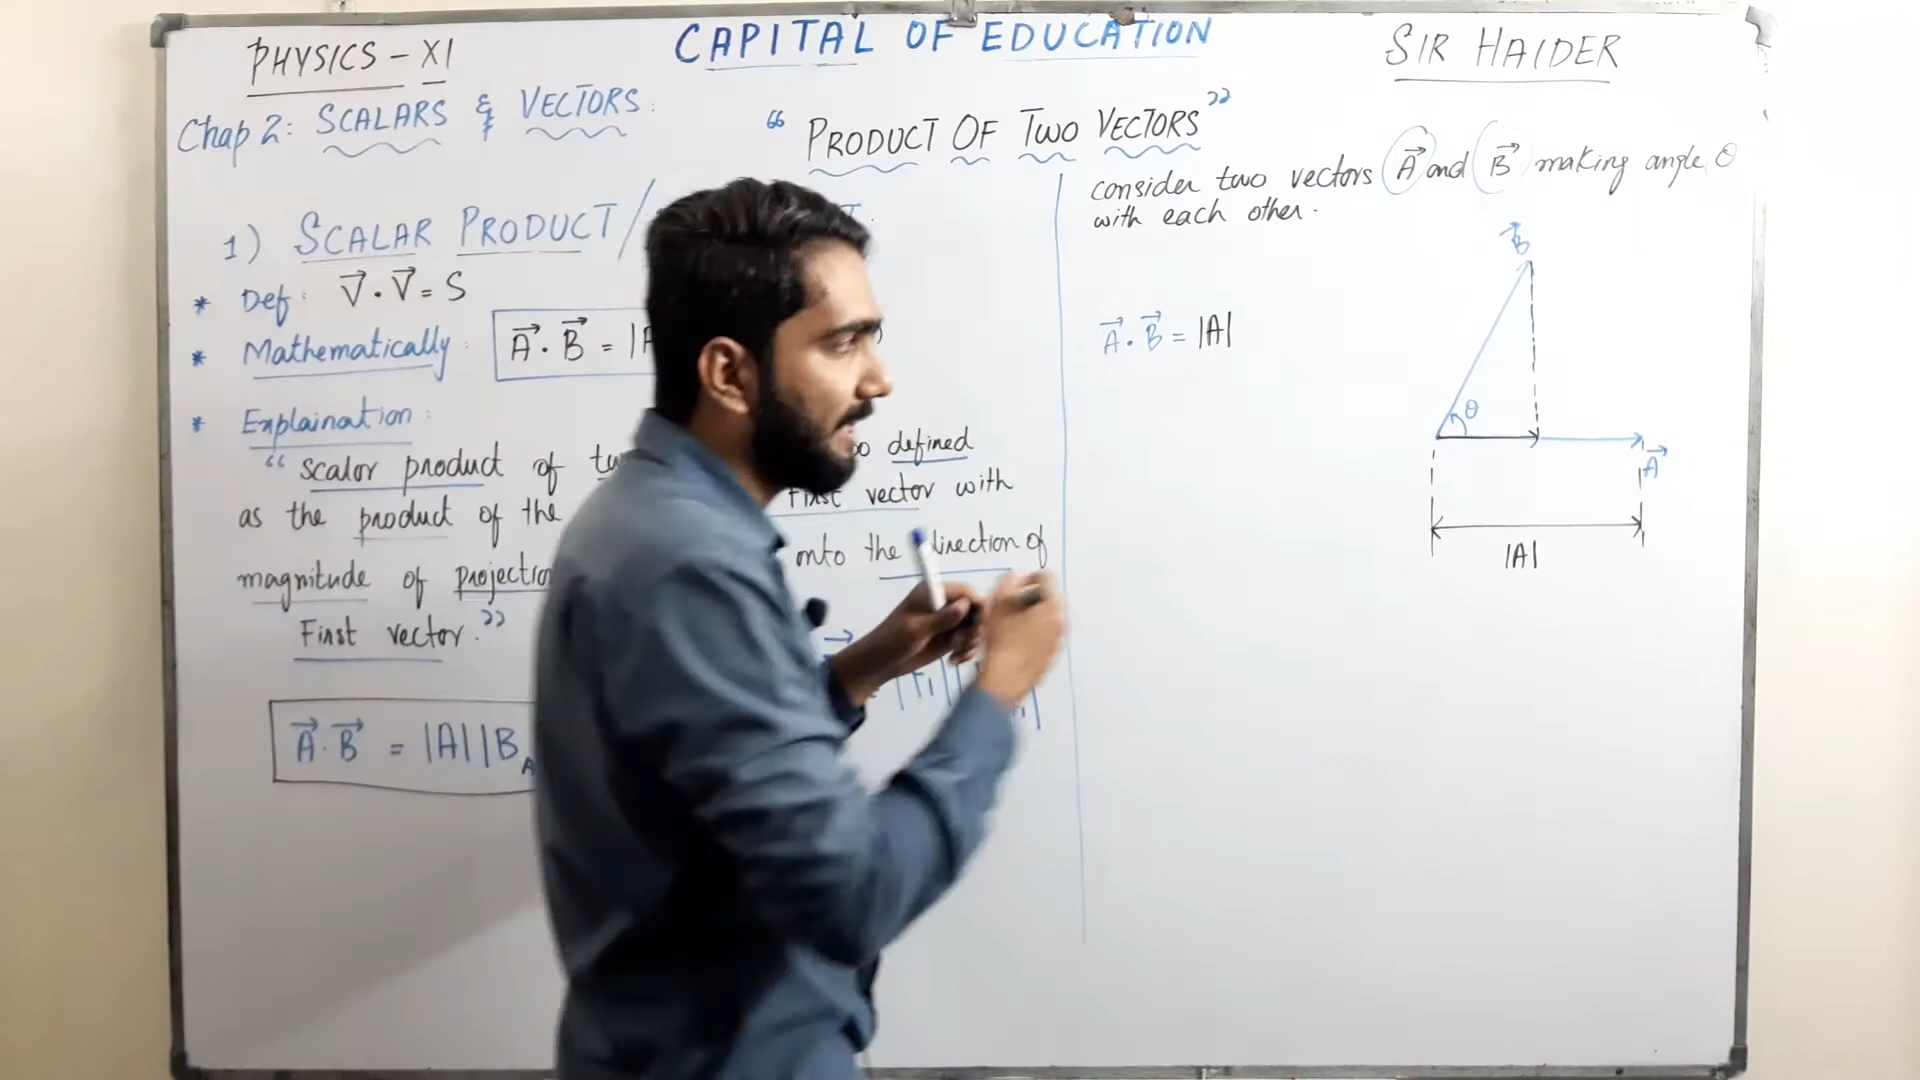 PHYSICS - XI
CAPITAL OF EDUCATION
SIR HAIDER
Chap 2: SCALARS & VECTORS:
“ PRODUCT OF TWO VECTORS ”
1) SCALAR PRODUCT /
* Def: V⃗ . V⃗ = S
* Mathematically: A⃗ . B⃗ = |A
* Explaination:
“ scalar product of defined
as the product of the First vector with
magnitude of onto the direction of
First vector. ”
A⃗ . B⃗ = |A||B_A
consider two vectors A⃗ and B⃗ making angle θ
with each other.
A⃗ . B⃗ = |A|
B⃗
θ
A⃗
|A|